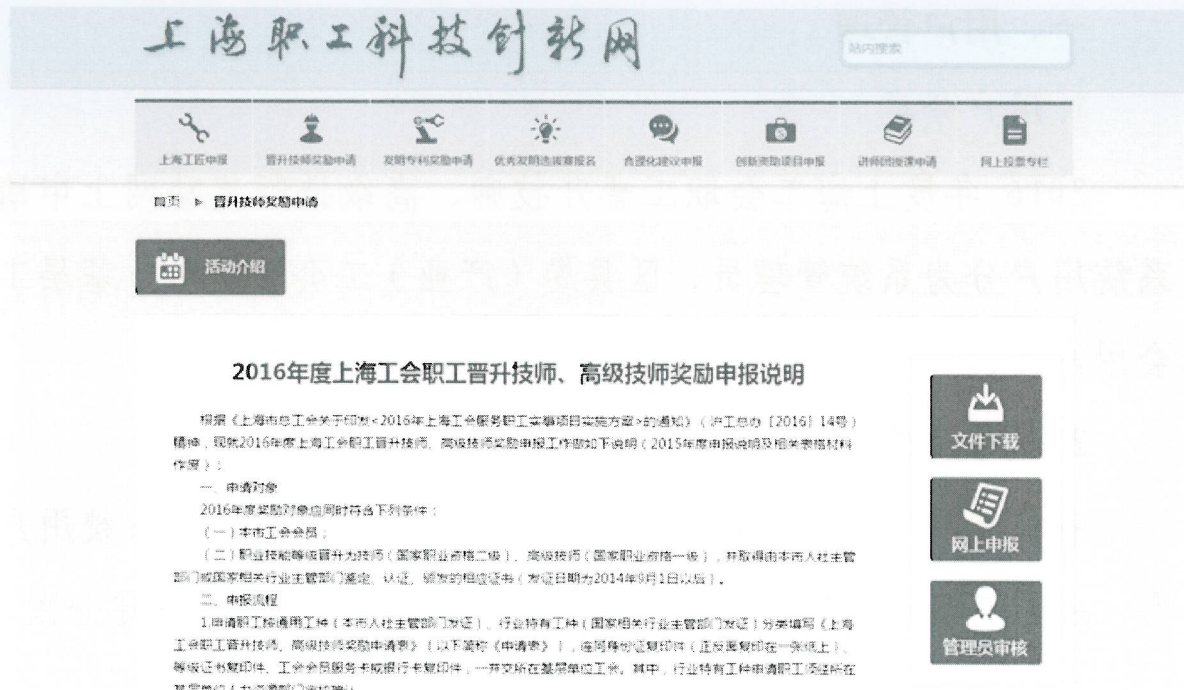 上海职工科技创新网
站内搜索
上海工匠申报
晋升技师奖励申请
发明专利奖励申请
优秀发明选拔赛报名
合理化建议申报
创新资助项目申报
讲师团授课申请
网上投票专栏
首页 ▶ 晋升技师奖励申请
活动介绍
2016年度上海工会职工晋升技师、高级技师奖励申报说明
根据《上海市总工会关于印发<2016年上海工会服务职工实事项目实施方案>的通知》（沪工总办〔2016〕14号）
精神，现就2016年度上海工会职工晋升技师、高级技师奖励申报工作做如下说明（2015年度申报说明及相关表格材料
作废）：
一、申请对象
2016年度奖励对象应同时符合下列条件：
（一）本市工会会员；
（二）职业技能等级晋升为技师（国家职业资格二级）、高级技师（国家职业资格一级），并取得由本市人社主管
部门或国家相关行业主管部门鉴定、认证、颁发的相应证书（发证日期为2014年9月1日以后）。
二、申报流程
1.申请职工按通用工种（本市人社主管部门发证）、行业特有工种（国家相关行业主管部门发证）分类填写《上海
工会职工晋升技师、高级技师奖励申请表》（以下简称《申请表》），连同身份证复印件（正反面复印在一张纸上）、
等级证书复印件、工会会员服务卡或银行卡复印件，一并交所在基层单位工会。其中，行业特有工种申请职工须经所在
文件下载
网上申报
管理员审核